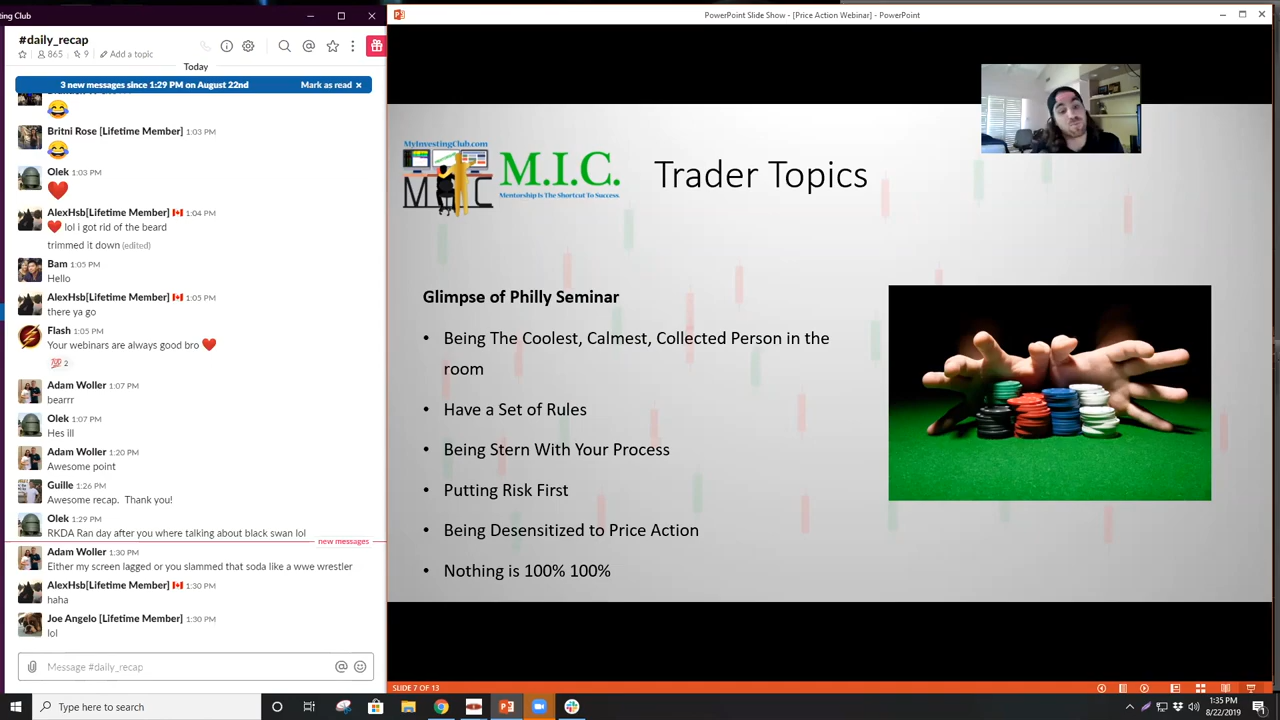 ting Club
#daily_recap
865
9
Add a topic
Today
3 new messages since 1:29 PM on August 22nd
Mark as read
Britni Rose [Lifetime Member] 1:03 PM
Olek 1:03 PM
AlexHsb[Lifetime Member] 1:04 PM
lol i got rid of the beard
trimmed it down (edited)
Bam 1:05 PM
Hello
AlexHsb[Lifetime Member] 1:05 PM
there ya go
Flash 1:05 PM
Your webinars are always good bro
2
Adam Woller 1:07 PM
bearrr
Olek 1:07 PM
Hes ill
Adam Woller 1:20 PM
Awesome point
Guille 1:26 PM
Awesome recap. Thank you!
Olek 1:29 PM
RKDA Ran day after you where talking about black swan lol
new messages
Adam Woller 1:30 PM
Either my screen lagged or you slammed that soda like a wwe wrestler
AlexHsb[Lifetime Member] 1:30 PM
haha
Joe Angelo [Lifetime Member] 1:30 PM
lol
Message #daily_recap
PowerPoint Slide Show - [Price Action Webinar] - PowerPoint
MyInvestingClub.com
MIC
M.I.C.
Mentorship Is The Shortcut To Success.
Trader Topics
Glimpse of Philly Seminar
• Being The Coolest, Calmest, Collected Person in the
room
• Have a Set of Rules
• Being Stern With Your Process
• Putting Risk First
• Being Desensitized to Price Action
• Nothing is 100% 100%
SLIDE 7 OF 13
Type here to search
1:35 PM
8/22/2019